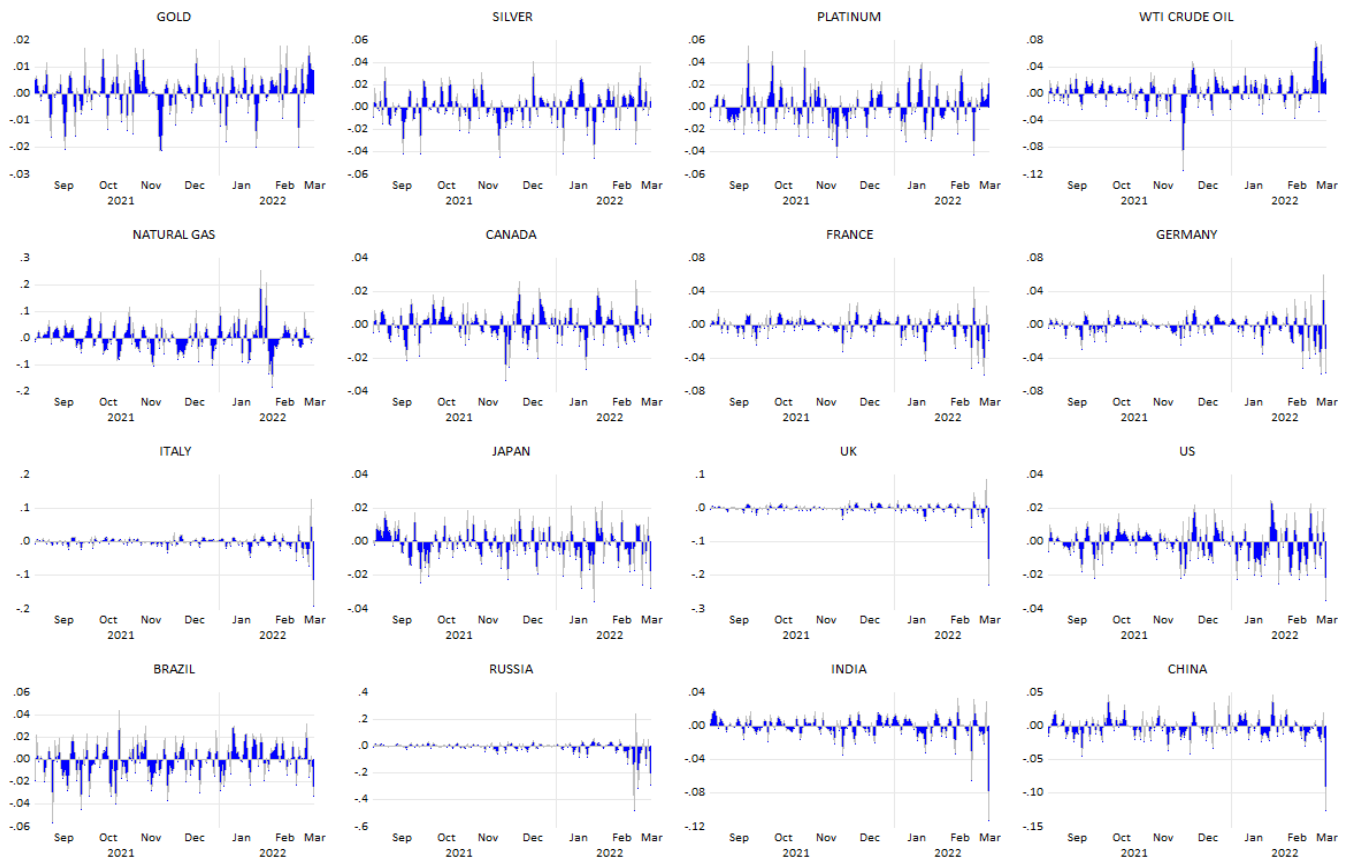 GOLD SILVER PLATINUM WTI CRUDE OIL
.02 .06 .06 .08
.01 .04 .04 .04
.02 .02
.00 .00 .00 .00
-.01 -.02 -.02 -.04
-.02 -.04 -.04 -.08
-.03 -.06 -.06 -.12
Sep Oct Nov Dec Jan Feb Mar Sep Oct Nov Dec Jan Feb Mar Sep Oct Nov Dec Jan Feb Mar Sep Oct Nov Dec Jan Feb Mar
2021 2022 2021 2022 2021 2022 2021 2022
NATURAL GAS CANADA FRANCE GERMANY
.3 .04 .08 .08
.2 .02 .04 .04
.1
.0 .00 .00 .00
-.1 -.02 -.04 -.04
-.2 -.04 -.08 -.08
Sep Oct Nov Dec Jan Feb Mar Sep Oct Nov Dec Jan Feb Mar Sep Oct Nov Dec Jan Feb Mar Sep Oct Nov Dec Jan Feb Mar
2021 2022 2021 2022 2021 2022 2021 2022
ITALY JAPAN UK US
.2 .04 .1 .04
.1 .02 .0 .02
.0 .00 -.1 .00
-.1 -.02 -.2 -.02
-.2 -.04 -.3 -.04
Sep Oct Nov Dec Jan Feb Mar Sep Oct Nov Dec Jan Feb Mar Sep Oct Nov Dec Jan Feb Mar Sep Oct Nov Dec Jan Feb Mar
2021 2022 2021 2022 2021 2022 2021 2022
BRAZIL RUSSIA INDIA CHINA
.06 .4 .04 .05
.04 .2
.02 .0 .00 .00
.00 -.2 -.04 -.05
-.02 -.4 -.08 -.10
-.04
-.06 -.6 -.12 -.15
Sep Oct Nov Dec Jan Feb Mar Sep Oct Nov Dec Jan Feb Mar Sep Oct Nov Dec Jan Feb Mar Sep Oct Nov Dec Jan Feb Mar
2021 2022 2021 2022 2021 2022 2021 2022